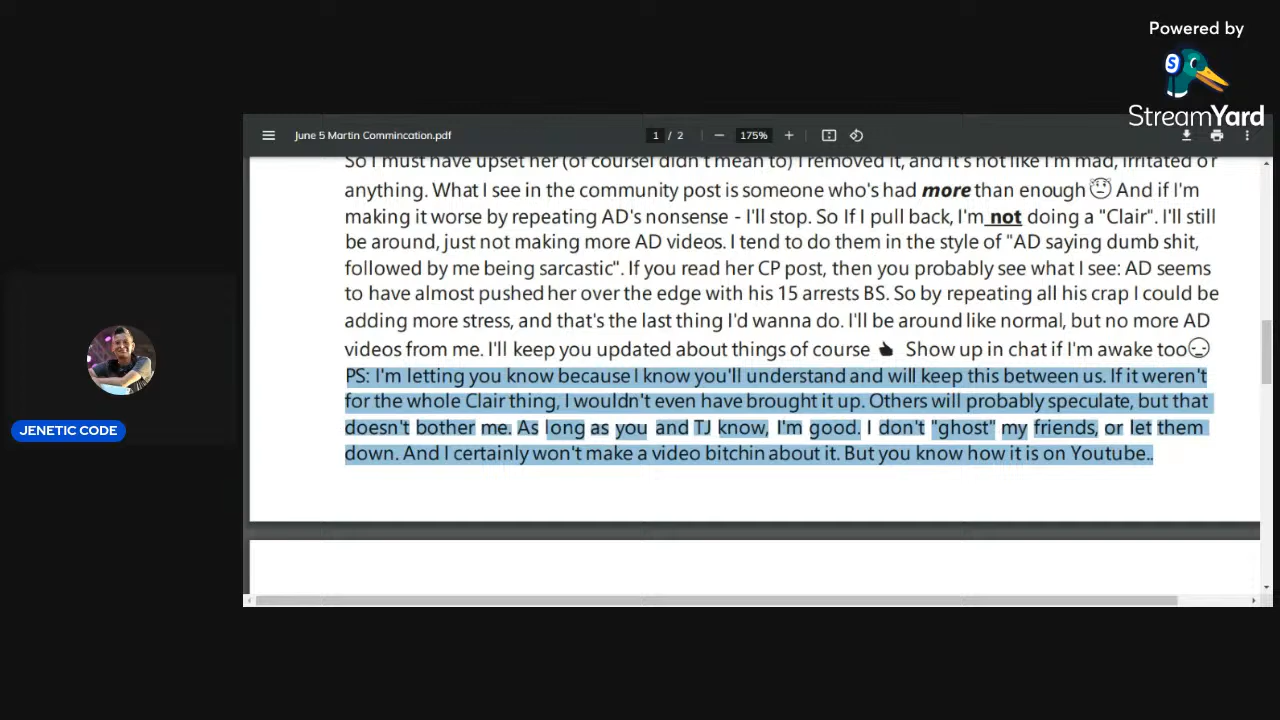 Powered by
StreamYard
June 5 Martin Commincation.pdf
1 / 2
175%
So I must have upset her (of courseI didn't mean to) I removed it, and it's not like I'm mad, irritated or
anything. What I see in the community post is someone who's had more than enough And if I'm
making it worse by repeating AD's nonsense - I'll stop. So If I pull back, I'm not doing a "Clair". I'll still
be around, just not making more AD videos. I tend to do them in the style of "AD saying dumb shit,
followed by me being sarcastic". If you read her CP post, then you probably see what I see: AD seems
to have almost pushed her over the edge with his 15 arrests BS. So by repeating all his crap I could be
adding more stress, and that's the last thing I'd wanna do. I'll be around like normal, but no more AD
videos from me. I'll keep you updated about things of course Show up in chat if I'm awake too
PS: I'm letting you know because I know you'll understand and will keep this between us. If it weren't
for the whole Clair thing, I wouldn't even have brought it up. Others will probably speculate, but that
doesn't bother me. As long as you and TJ know, I'm good. I don't "ghost" my friends, or let them
down. And I certainly won't make a video bitchin about it. But you know how it is on Youtube..
JENETIC CODE